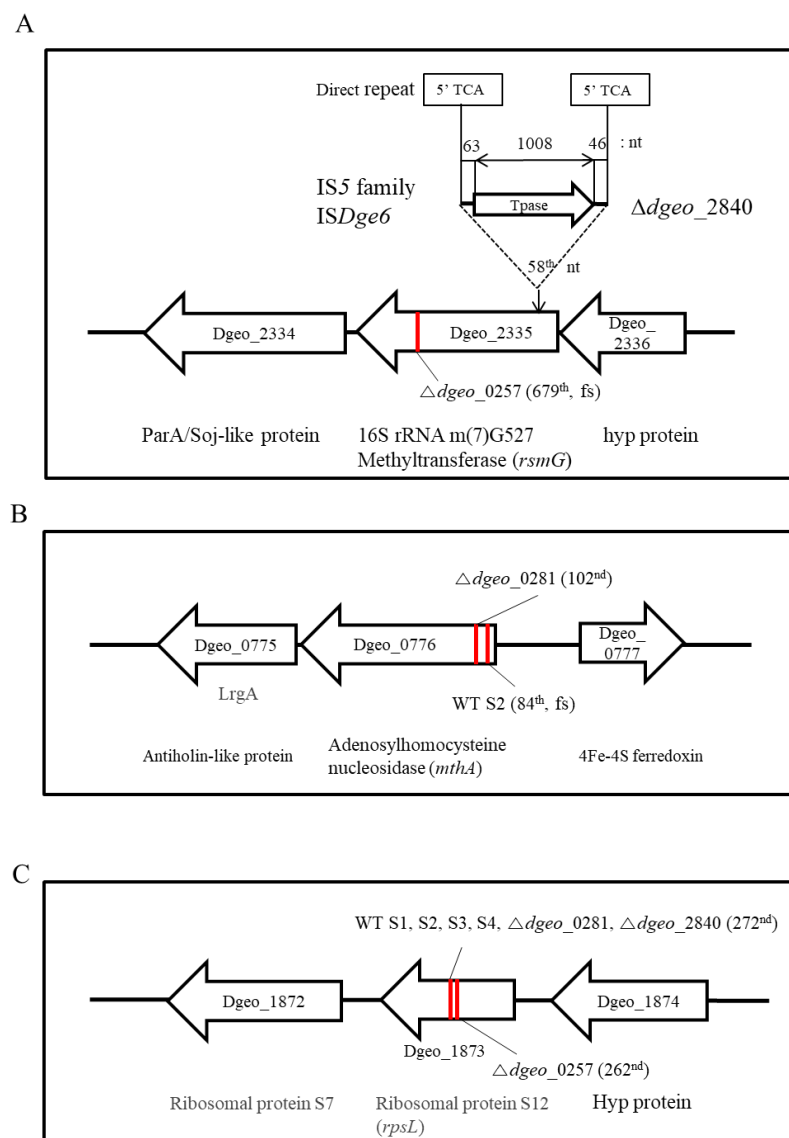 A
Direct repeat
5’ TCA
5’ TCA
63
1008
46
: nt
IS5 family
ISDge6
Tpase
Δdgeo_2840
58th nt
Dgeo_2334
Dgeo_2335
Dgeo_
2336
△dgeo_0257 (679th, fs)
ParA/Soj-like protein
16S rRNA m(7)G527
Methyltransferase (rsmG)
hyp protein
B
△dgeo_0281 (102nd)
Dgeo_0775
Dgeo_0776
Dgeo_
0777
LrgA
WT S2 (84th, fs)
Antiholin-like protein
Adenosylhomocysteine
nucleosidase (mthA)
4Fe-4S ferredoxin
C
WT S1, S2, S3, S4, △dgeo_0281, △dgeo_2840 (272nd)
Dgeo_1872
Dgeo_1874
Dgeo_1873
△dgeo_0257 (262nd)
Ribosomal protein S7
Ribosomal protein S12
(rpsL)
Hyp protein